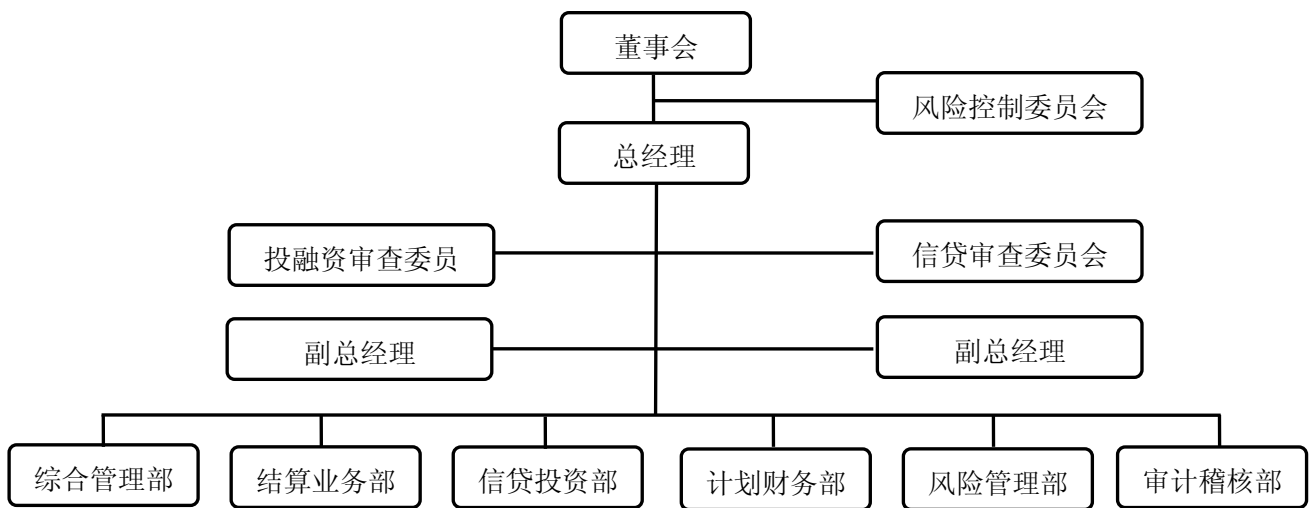 董事会
风险控制委员会
总经理
投融资审查委员
信贷审查委员会
副总经理
副总经理
综合管理部
结算业务部
信贷投资部
计划财务部
风险管理部
审计稽核部